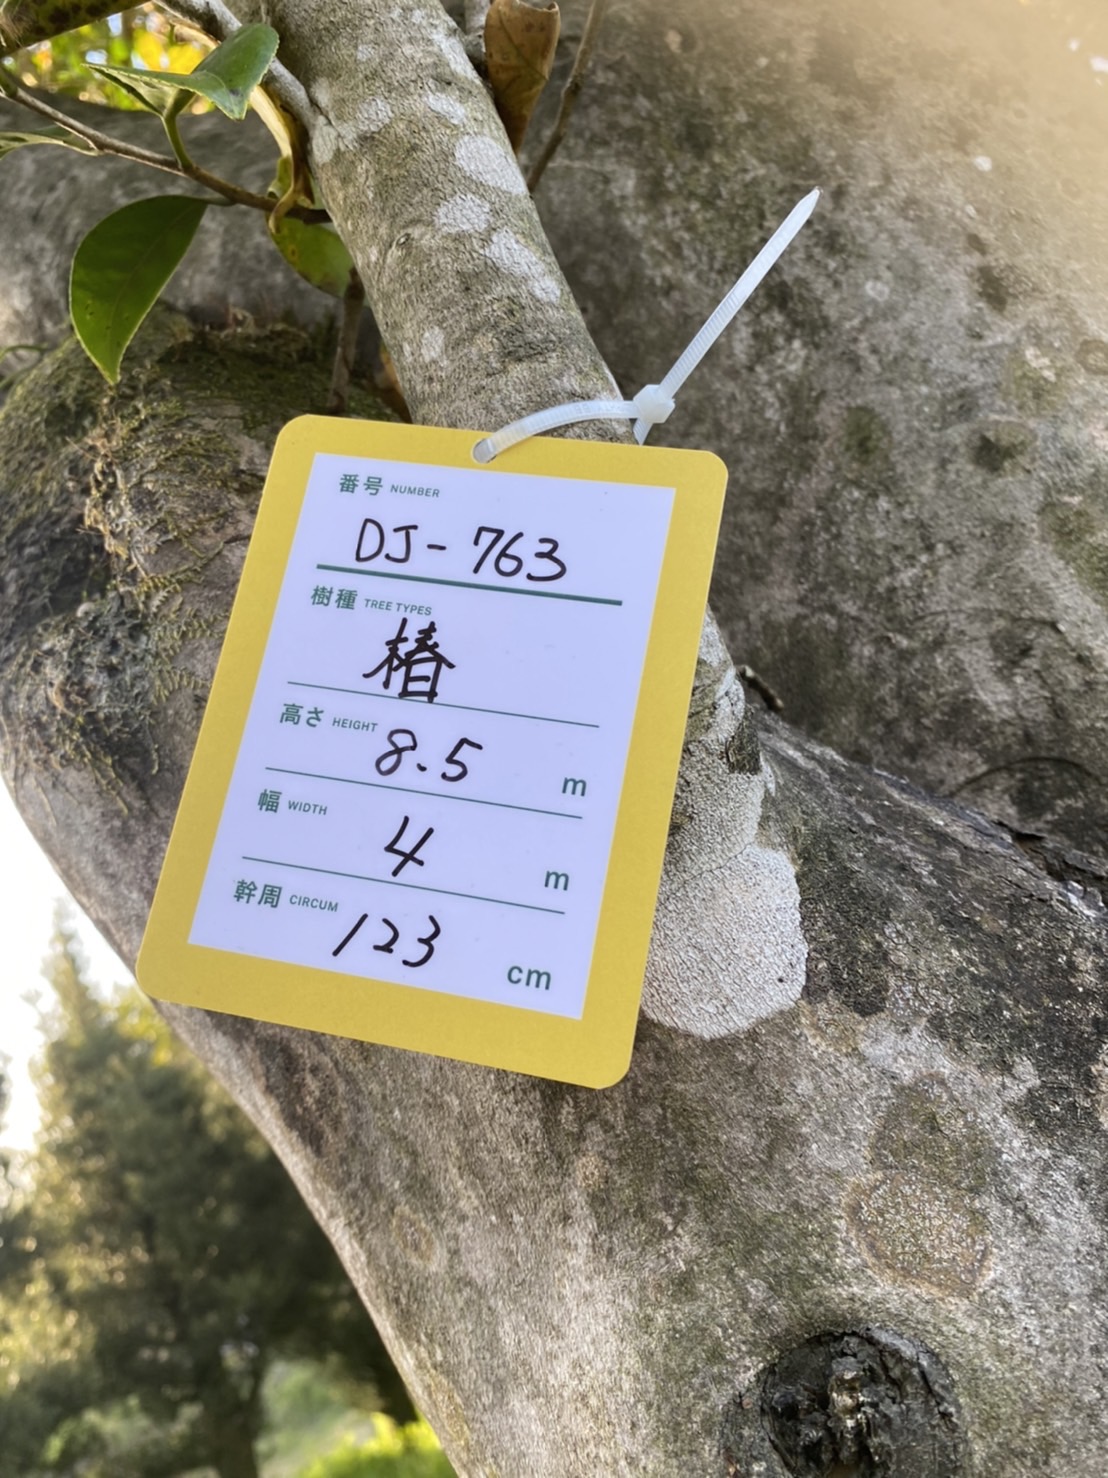 番号 NUMBER
DJ-763
樹種 TREE TYPES
椿
高さ HEIGHT 8.5 m
幅 WIDTH 4 m
幹周 CIRCUM 123 cm